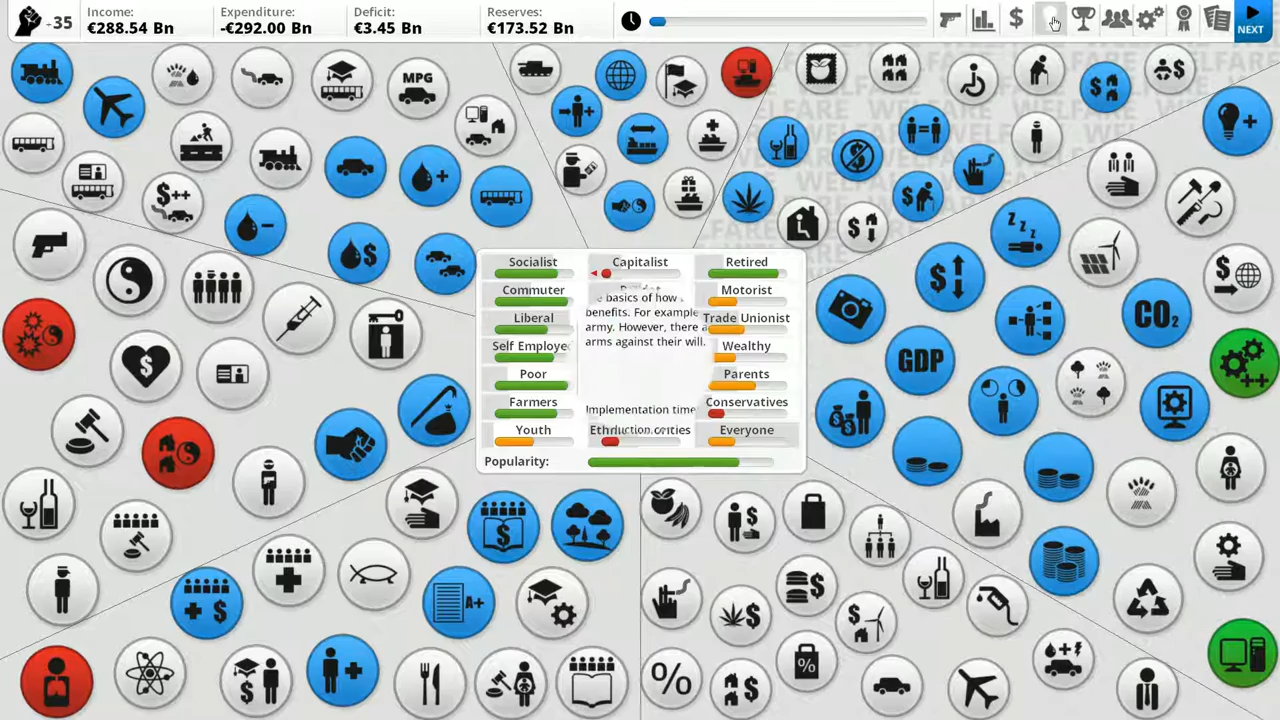 +35
Income:
€288.54 Bn
Expenditure:
-€292.00 Bn
Deficit:
€3.45 Bn
Reserves:
€173.52 Bn
$
NEXT
MPG
WELFARE
Socialist
Capitalist
Retired
Commuter
Motorist
e basics of how
benefits. For example
army. However, there a
arms against their will.
Liberal
Trade Unionist
Self Employe
Wealthy
Poor
Parents
Farmers
Conservatives
Implementation time
Youth
Everyone
Popularity:
CO2
GDP
A+
%